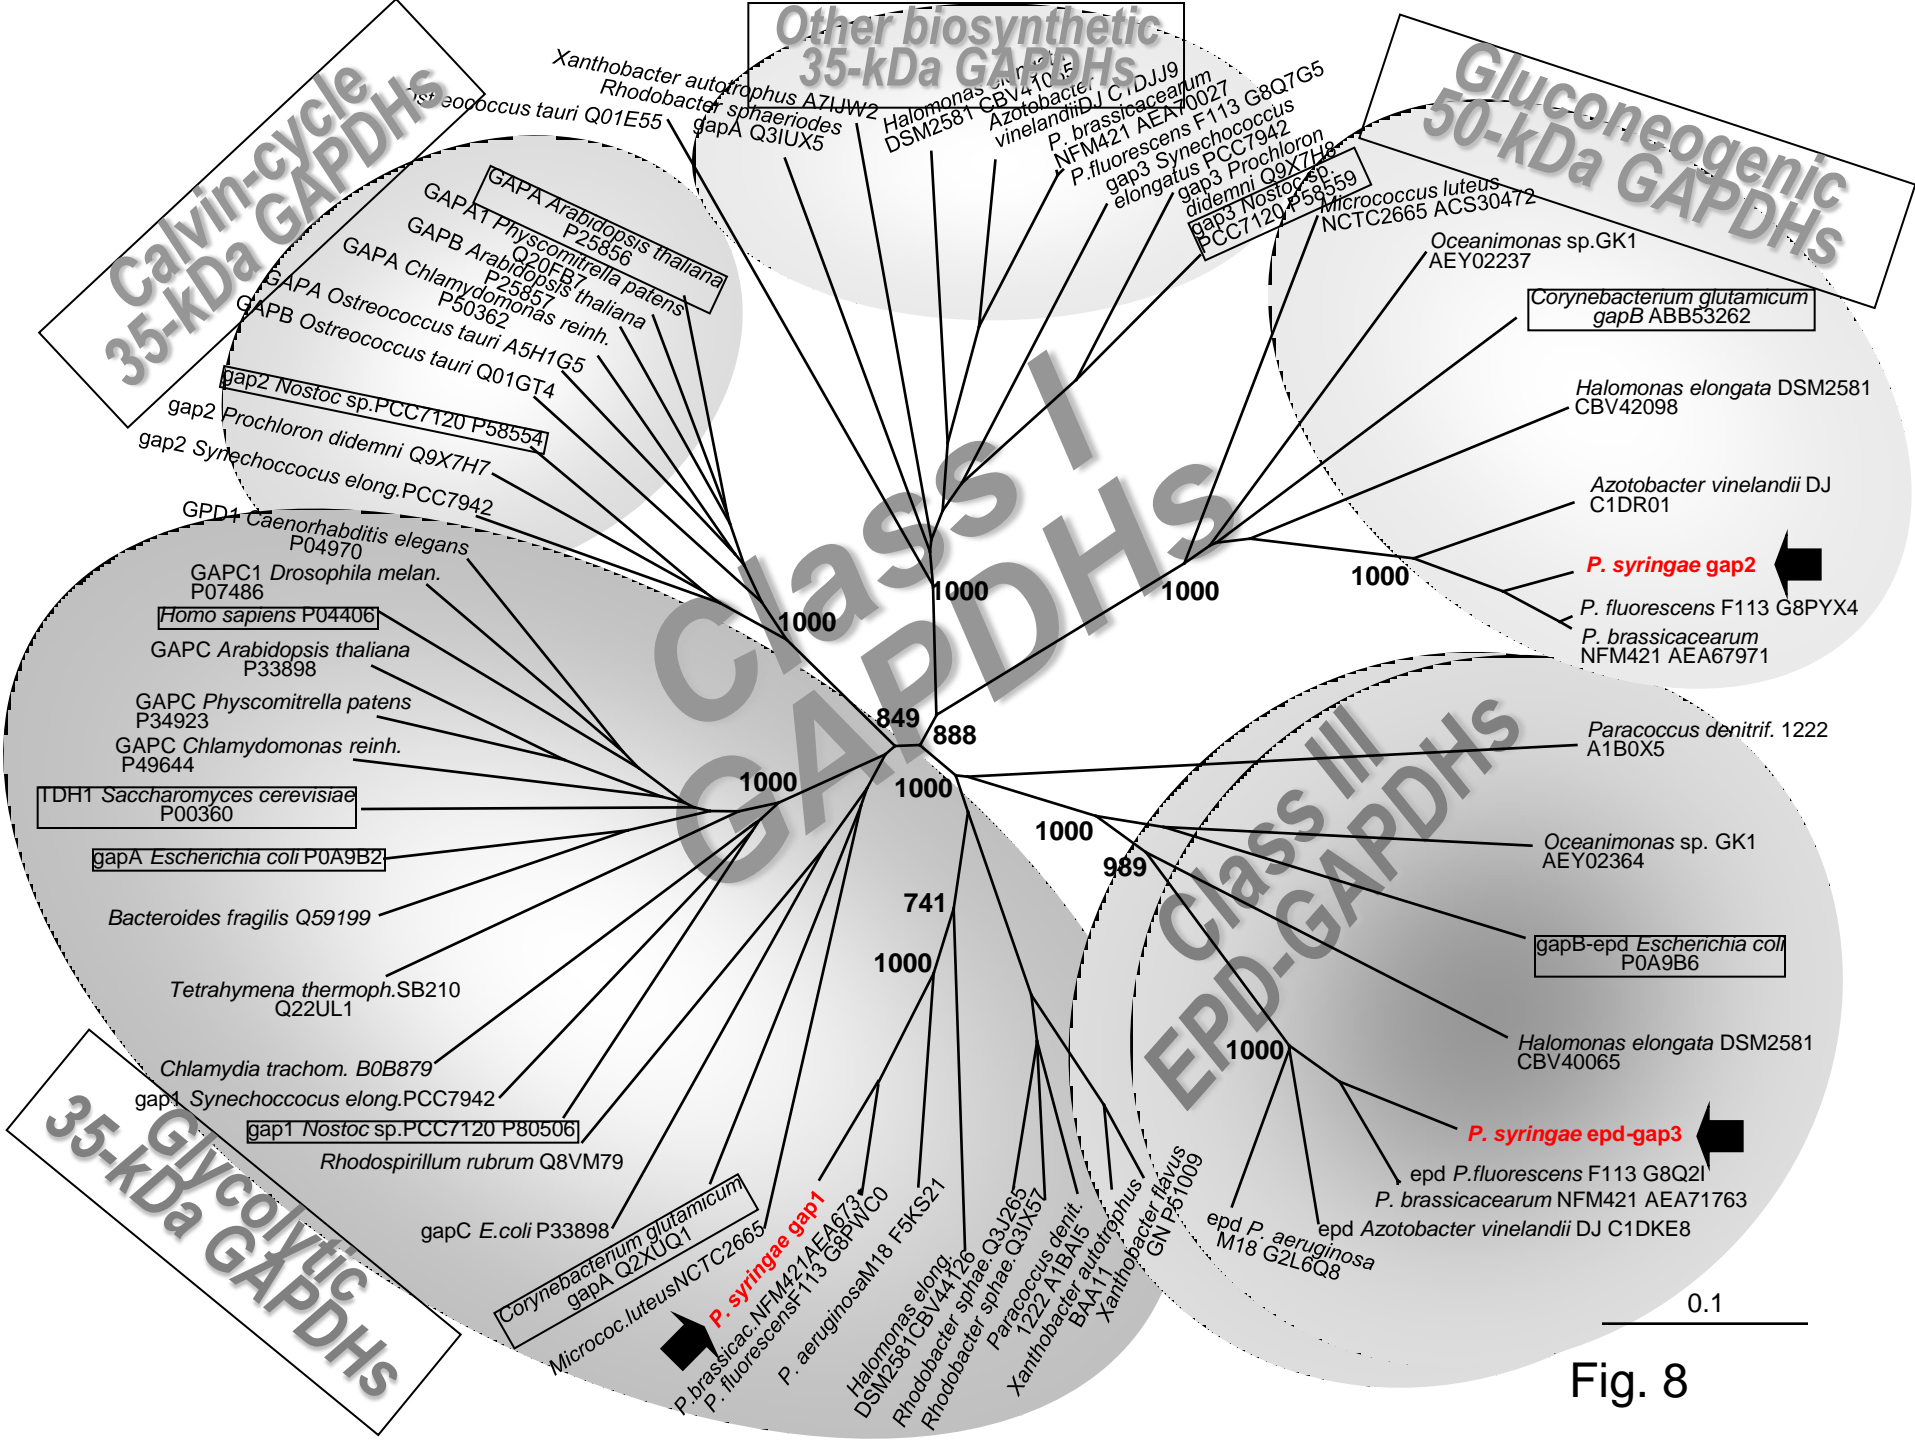 Other biosynthetic
35-kDa GAPDHs
Gluconeogenic
50-kDa GAPDHs
Calvin-cycle
35-kDa GAPDHs
Class I
GAPDHs
Class III
EPD-GAPDHs
Glycolytic
35-kDa GAPDHs
Ostreococcus tauri Q01E55
Xanthobacter autotrophus A7IJW2
Rhodobacter sphaeriodes
gapA Q3IUX5
Halomonas elongata
DSM2581 CBV41005
Azotobacter
vinelandiiDJ C1DJJ9
P. brassicacearum
NFM421 AEA70027
P.fluorescens F113 G8Q7G5
gap3 Synechococcus
elongatus PCC7942
gap3 Prochloron
didemni Q9X7H8
gap3 Nostoc sp.
PCC7120 P58559
Micrococcus luteus
NCTC2665 ACS30472
Oceanimonas sp.GK1
AEY02237
Corynebacterium glutamicum
gapB ABB53262
Halomonas elongata DSM2581
CBV42098
Azotobacter vinelandii DJ
C1DR01
P. syringae gap2
P. fluorescens F113 G8PYX4
P. brassicacearum
NFM421 AEA67971
GAPA Arabidopsis thaliana
P25856
GAPA1 Physcomitrella patens
Q20FB7
GAPB Arabidopsis thaliana
P25857
GAPA Chlamydomonas reinh.
P50362
GAPA Ostreococcus tauri A5H1G5
GAPB Ostreococcus tauri Q01GT4
gap2 Nostoc sp.PCC7120 P58554
gap2 Prochloron didemni Q9X7H7
gap2 Synechoccocus elong.PCC7942
GPD1 Caenorhabditis elegans
P04970
GAPC1 Drosophila melan.
P07486
Homo sapiens P04406
GAPC Arabidopsis thaliana
P33898
GAPC Physcomitrella patens
P34923
GAPC Chlamydomonas reinh.
P49644
TDH1 Saccharomyces cerevisiae
P00360
gapA Escherichia coli P0A9B2
Bacteroides fragilis Q59199
Tetrahymena thermoph.SB210
Q22UL1
Chlamydia trachom. B0B879
gap1 Synechoccocus elong.PCC7942
gap1 Nostoc sp.PCC7120 P80506
Rhodospirillum rubrum Q8VM79
gapC E.coli P33898
Corynebacterium glutamicum
gapA Q2XUQ1
Micrococ.luteusNCTC2665
P. syringae gap1
P.brassicac.NFM421AEA673
P. fluorescensF113 G8PWC0
P. aeruginosaM18 F5KS21
Halomonas elong.
DSM2581CBV44126
Rhodobacter sphae.Q3J265
Rhodobacter sphae.Q3IX57
Paracoccus denit.
1222 A1BAI5
Xanthobacter autotrophus
BAA11
Xanthobacter flavus
GN P51009
Paracoccus denitrif. 1222
A1B0X5
Oceanimonas sp. GK1
AEY02364
gapB-epd Escherichia coli
P0A9B6
Halomonas elongata DSM2581
CBV40065
P. syringae epd-gap3
epd P.fluorescens F113 G8Q2I
P. brassicacearum NFM421 AEA71763
epd Azotobacter vinelandii DJ C1DKE8
epd P. aeruginosa
M18 G2L6Q8
1000
1000
1000
1000
849
888
1000
1000
1000
989
741
1000
1000
0.1
Fig. 8